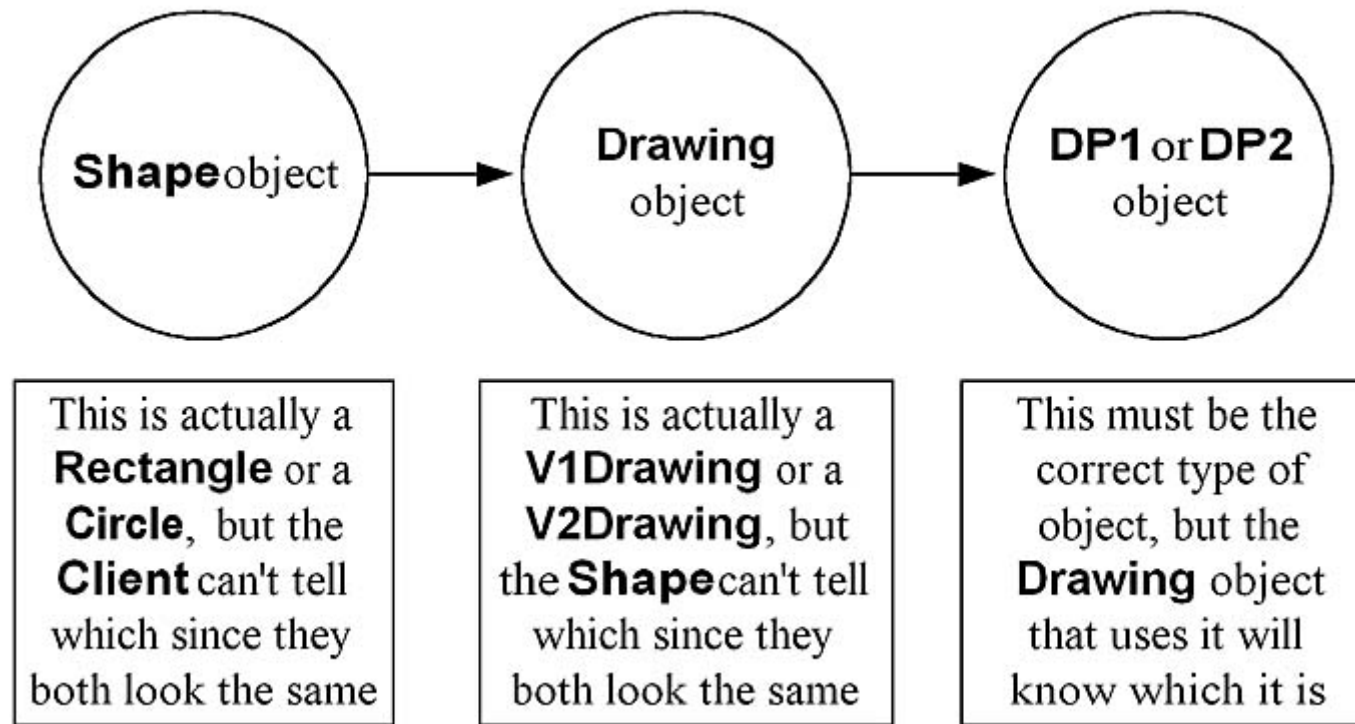 Shape object
Drawing
object
DP1 or DP2
object
This is actually a
Rectangle or a
Circle, but the
Client can't tell
which since they
both look the same
This is actually a
V1Drawing or a
V2Drawing, but
the Shape can't tell
which since they
both look the same
This must be the
correct type of
object, but the
Drawing object
that uses it will
know which it is